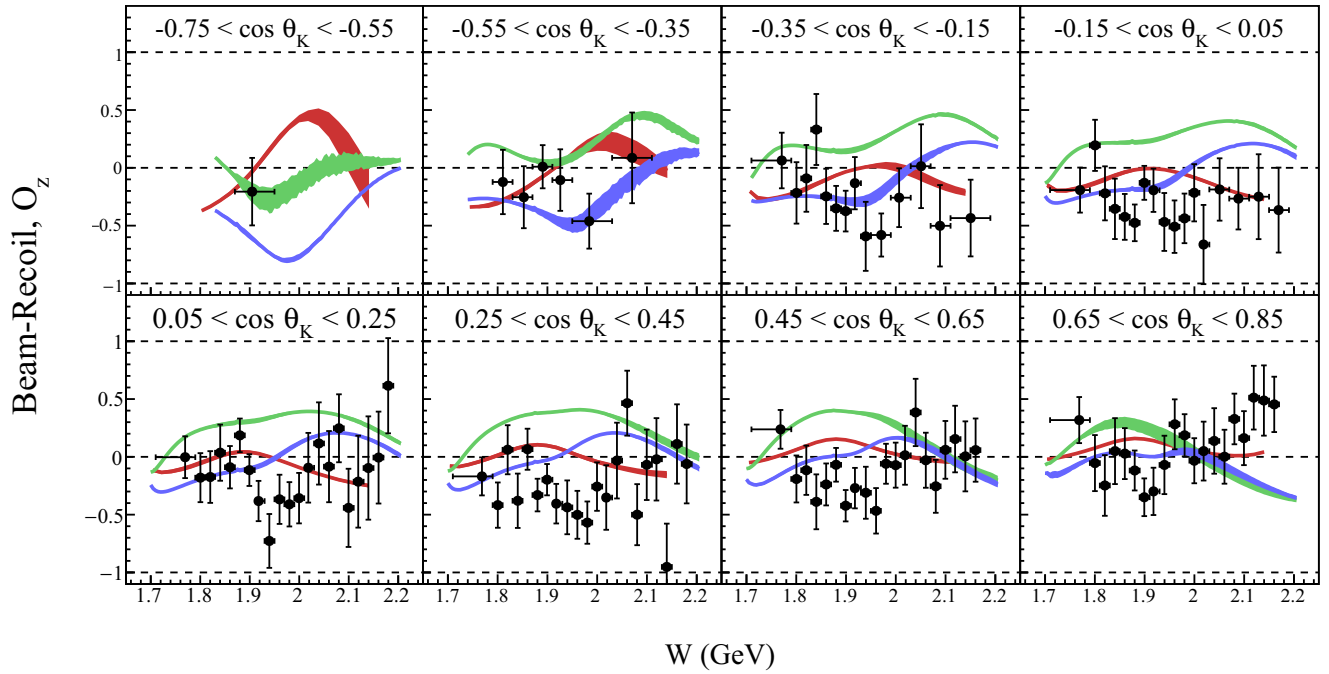 -0.75 < cos θK < -0.55
-0.55 < cos θK < -0.35
-0.35 < cos θK < -0.15
-0.15 < cos θK < 0.05
1
0.5
0
-0.5
-1
0.05 < cos θK < 0.25
0.25 < cos θK < 0.45
0.45 < cos θK < 0.65
0.65 < cos θK < 0.85
1
0.5
0
-0.5
-1
1.7 1.8 1.9 2 2.1 2.2
1.7 1.8 1.9 2 2.1 2.2
1.7 1.8 1.9 2 2.1 2.2
1.7 1.8 1.9 2 2.1 2.2
Beam-Recoil, Oz
W (GeV)